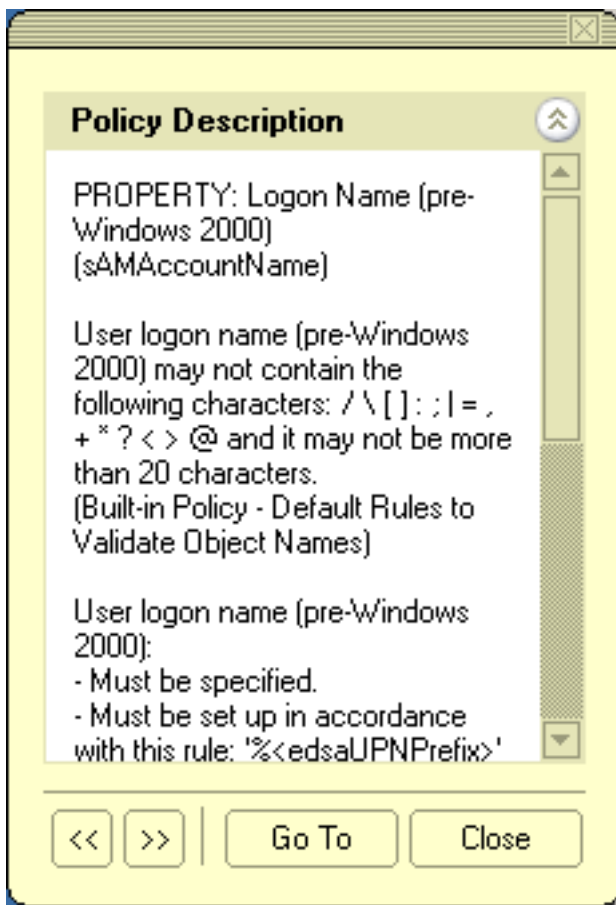 Policy Description
PROPERTY: Logon Name (pre-
Windows 2000)
(sAMAccountName)
User logon name (pre-Windows
2000) may not contain the
following characters: / \ [ ] : ; | = ,
+ * ? < > @ and it may not be more
than 20 characters.
(Built-in Policy - Default Rules to
Validate Object Names)
User logon name (pre-Windows
2000):
- Must be specified.
- Must be set up in accordance
with this rule: '%<edsaUPNPrefix>'
<< >> Go To Close